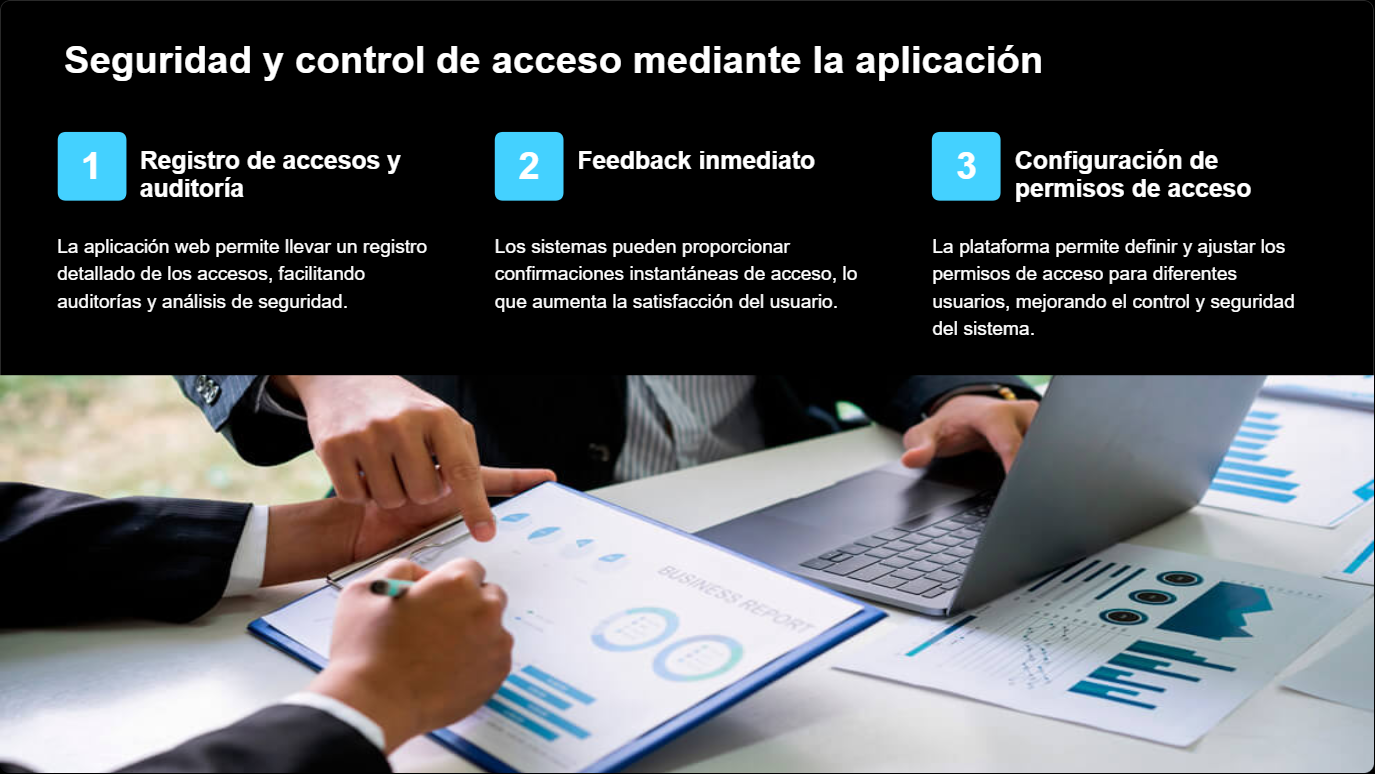 Seguridad y control de acceso mediante la aplicación
1
Registro de accesos y
auditoría
La aplicación web permite llevar un registro
detallado de los accesos, facilitando
auditorías y análisis de seguridad.
2
Feedback inmediato
Los sistemas pueden proporcionar
confirmaciones instantáneas de acceso, lo
que aumenta la satisfacción del usuario.
3
Configuración de
permisos de acceso
La plataforma permite definir y ajustar los
permisos de acceso para diferentes
usuarios, mejorando el control y seguridad
del sistema.
BUSINESS REPORT